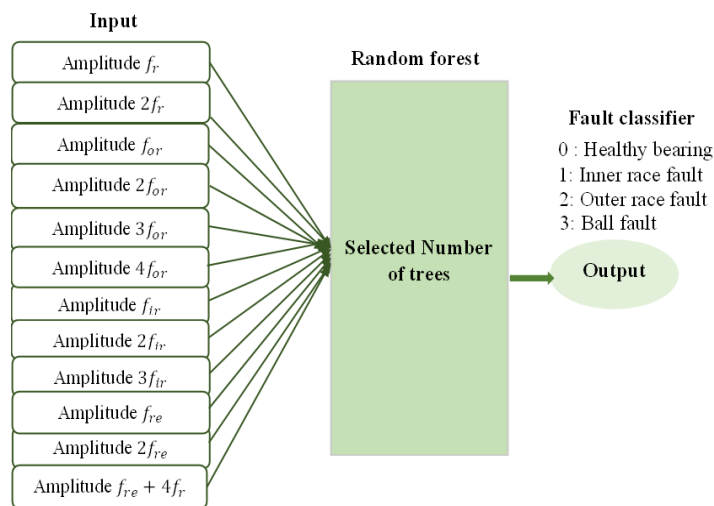 Input
Amplitude f_r
Amplitude 2f_r
Amplitude f_or
Amplitude 2f_or
Amplitude 3f_or
Amplitude 4f_or
Amplitude f_ir
Amplitude 2f_ir
Amplitude 3f_ir
Amplitude f_re
Amplitude 2f_re
Amplitude f_re + 4f_r
Random forest
Selected Number
of trees
Fault classifier
0 : Healthy bearing
1: Inner race fault
2: Outer race fault
3: Ball fault
Output